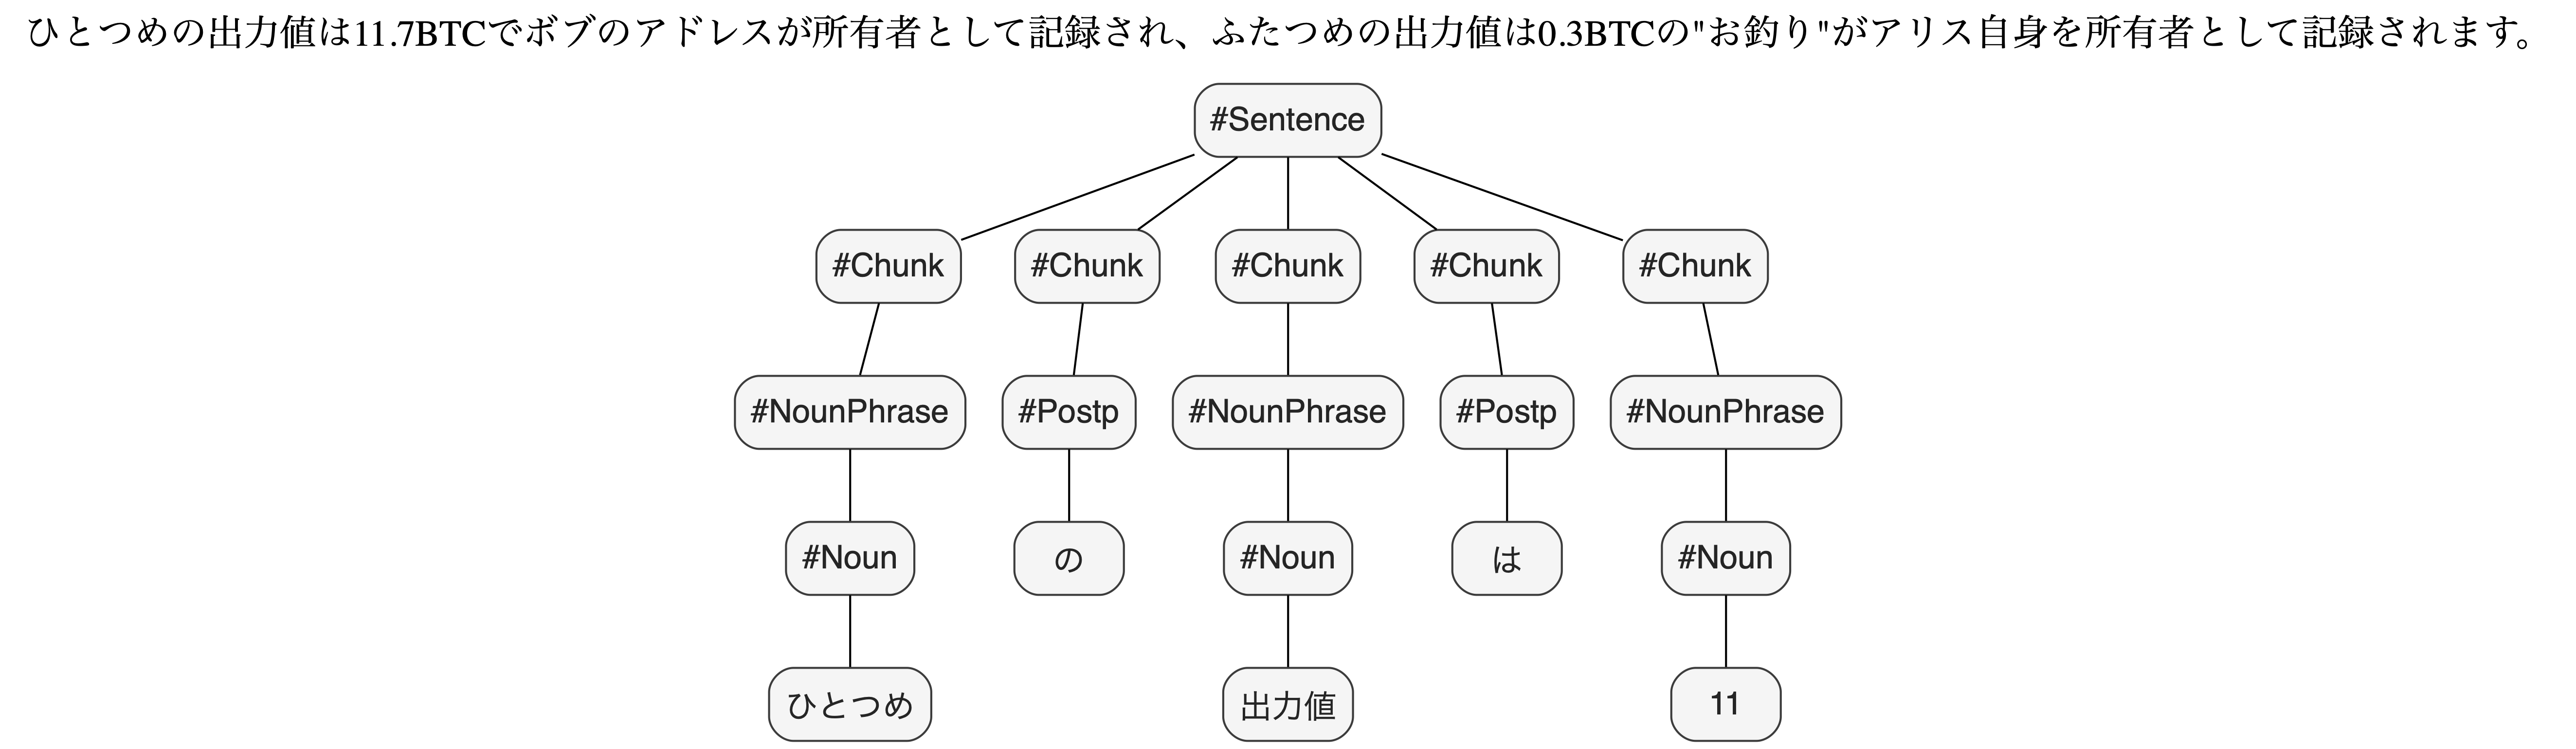 ひとつめの出力値は11.7BTCでボブのアドレスが所有者として記録され、ふたつめの出力値は0.3BTCの"お釣り"がアリス自身を所有者として記録されます。
#Sentence
#Chunk #Chunk #Chunk #Chunk #Chunk
#NounPhrase #Postp #NounPhrase #Postp #NounPhrase
#Noun の #Noun は #Noun
ひとつめ 出力値 11